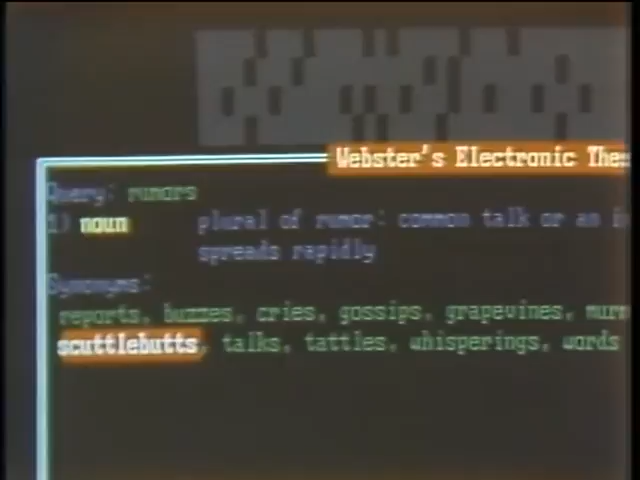 Webster's Electronic The
Query: rumors
1) noun plural of rumor: common talk or an
spreads rapidly
Synonyms:
reports, buzzes, cries, gossips, grapevines, murm
scuttlebutts, talks, tattles, whisperings, words